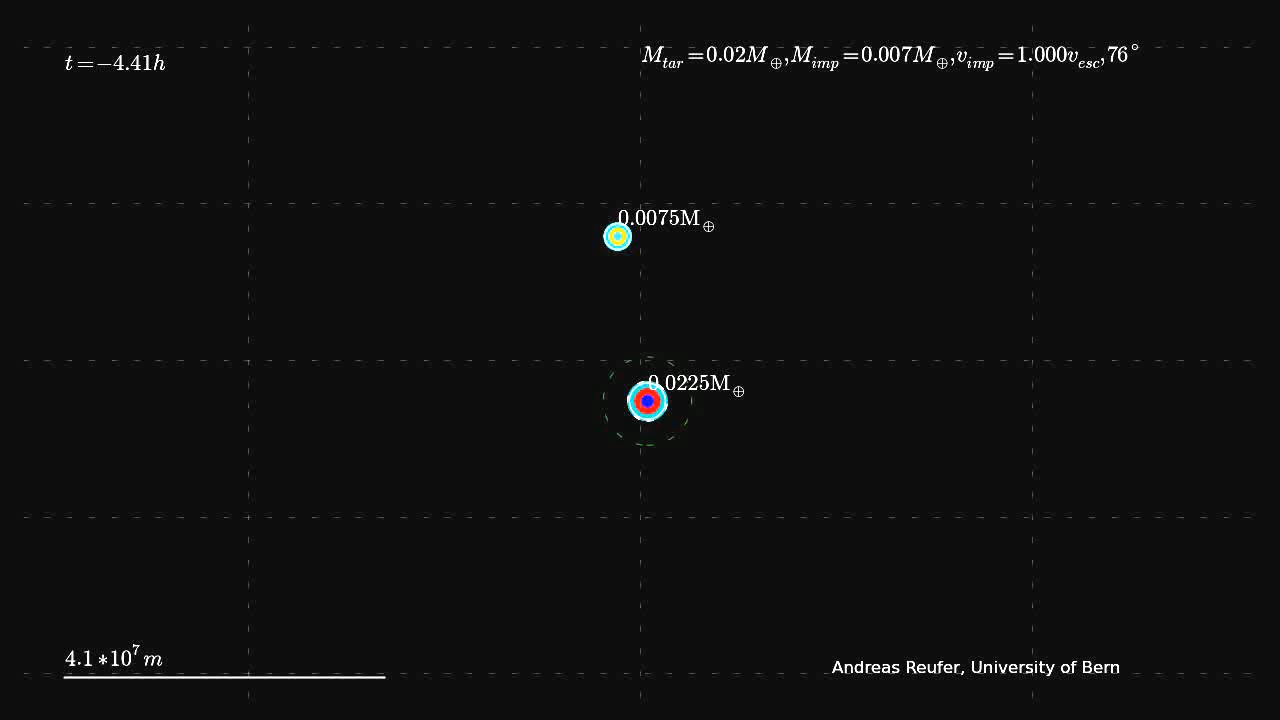 t=−4.41h
M_tar=0.02M_⊕,M_imp=0.007M_⊕,v_imp=1.000v_esc,76°
0.0075M_⊕
0.0225M_⊕
4.1∗10^7 m
Andreas Reufer, University of Bern